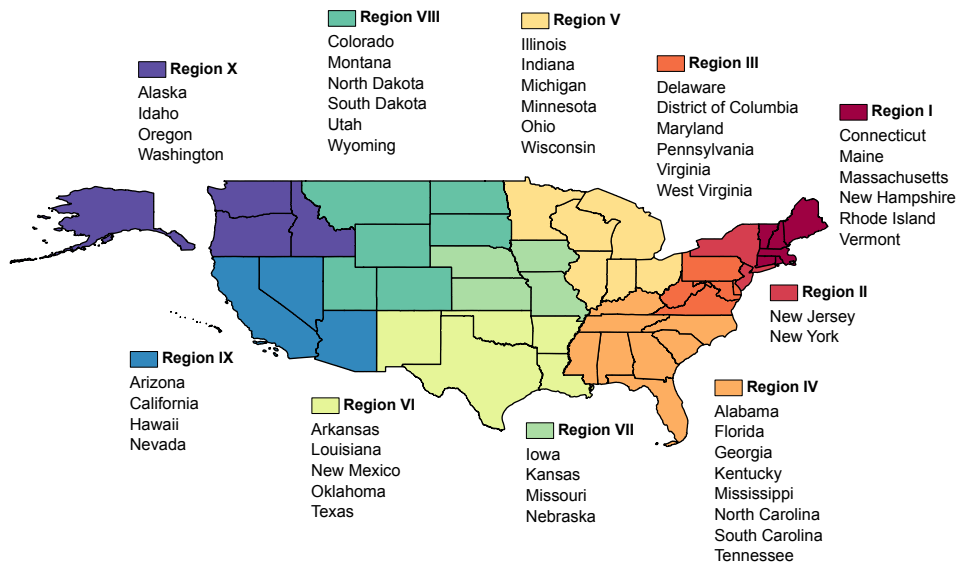 Region X
Alaska
Idaho
Oregon
Washington
Region VIII
Colorado
Montana
North Dakota
South Dakota
Utah
Wyoming
Region V
Illinois
Indiana
Michigan
Minnesota
Ohio
Wisconsin
Region III
Delaware
District of Columbia
Maryland
Pennsylvania
Virginia
West Virginia
Region I
Connecticut
Maine
Massachusetts
New Hampshire
Rhode Island
Vermont
Region II
New Jersey
New York
Region IX
Arizona
California
Hawaii
Nevada
Region VI
Arkansas
Louisiana
New Mexico
Oklahoma
Texas
Region VII
Iowa
Kansas
Missouri
Nebraska
Region IV
Alabama
Florida
Georgia
Kentucky
Mississippi
North Carolina
South Carolina
Tennessee